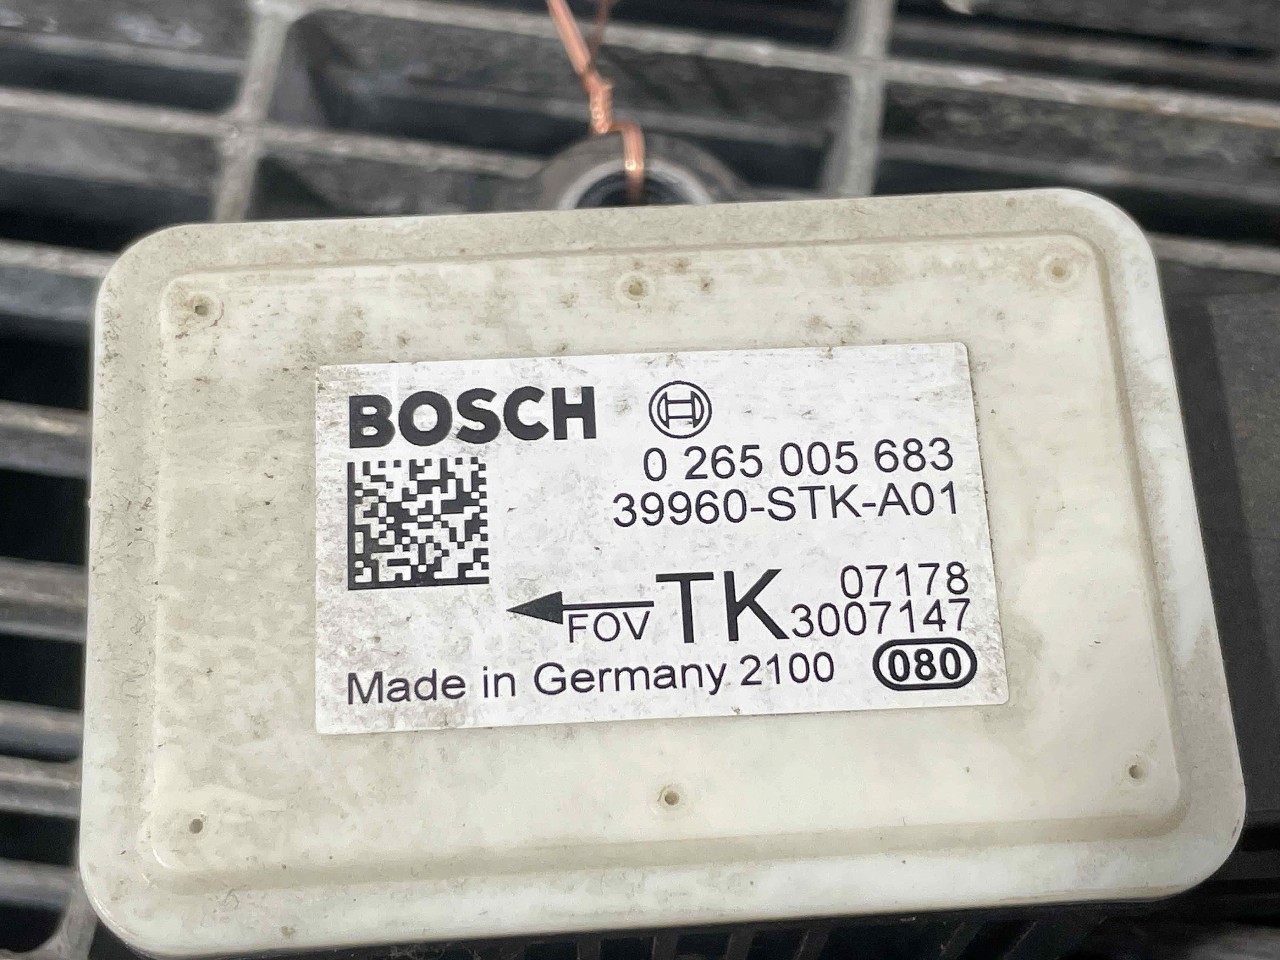 BOSCH
0 265 005 683
39960-STK-A01
07178
FOV TK 3007147
Made in Germany 2100 080